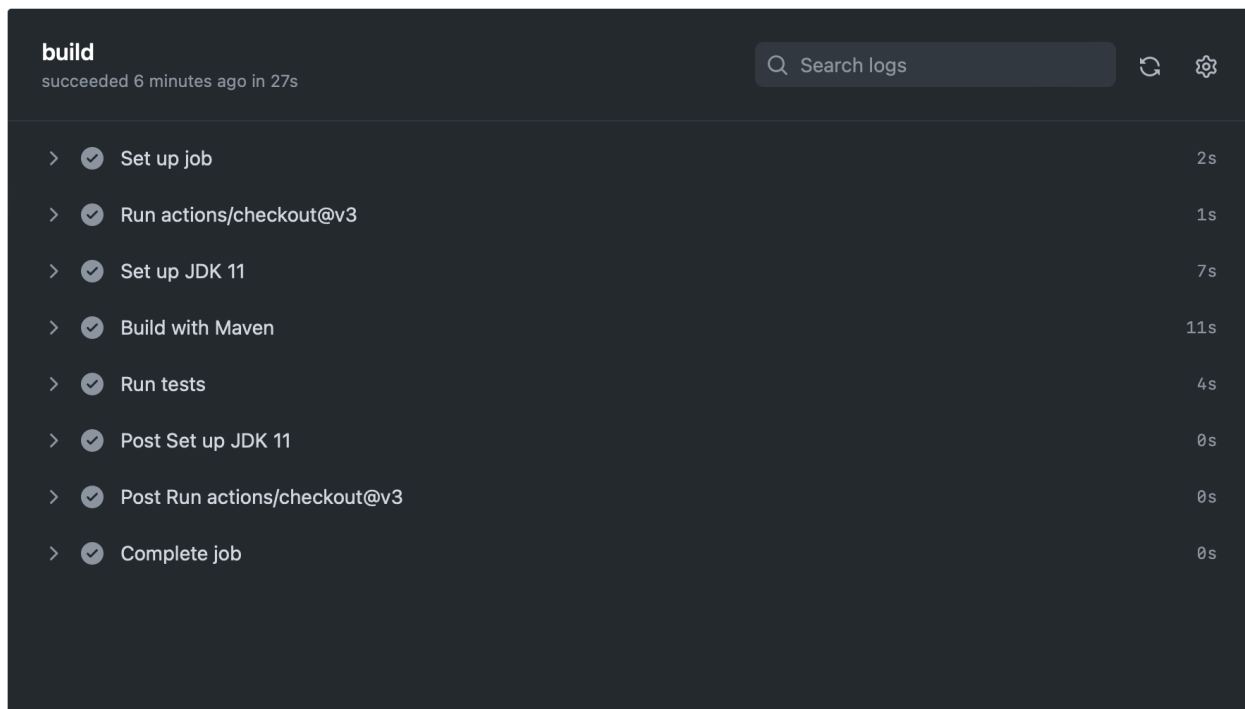 build
succeeded 6 minutes ago in 27s
Search logs
Set up job 2s
Run actions/checkout@v3 1s
Set up JDK 11 7s
Build with Maven 11s
Run tests 4s
Post Set up JDK 11 0s
Post Run actions/checkout@v3 0s
Complete job 0s